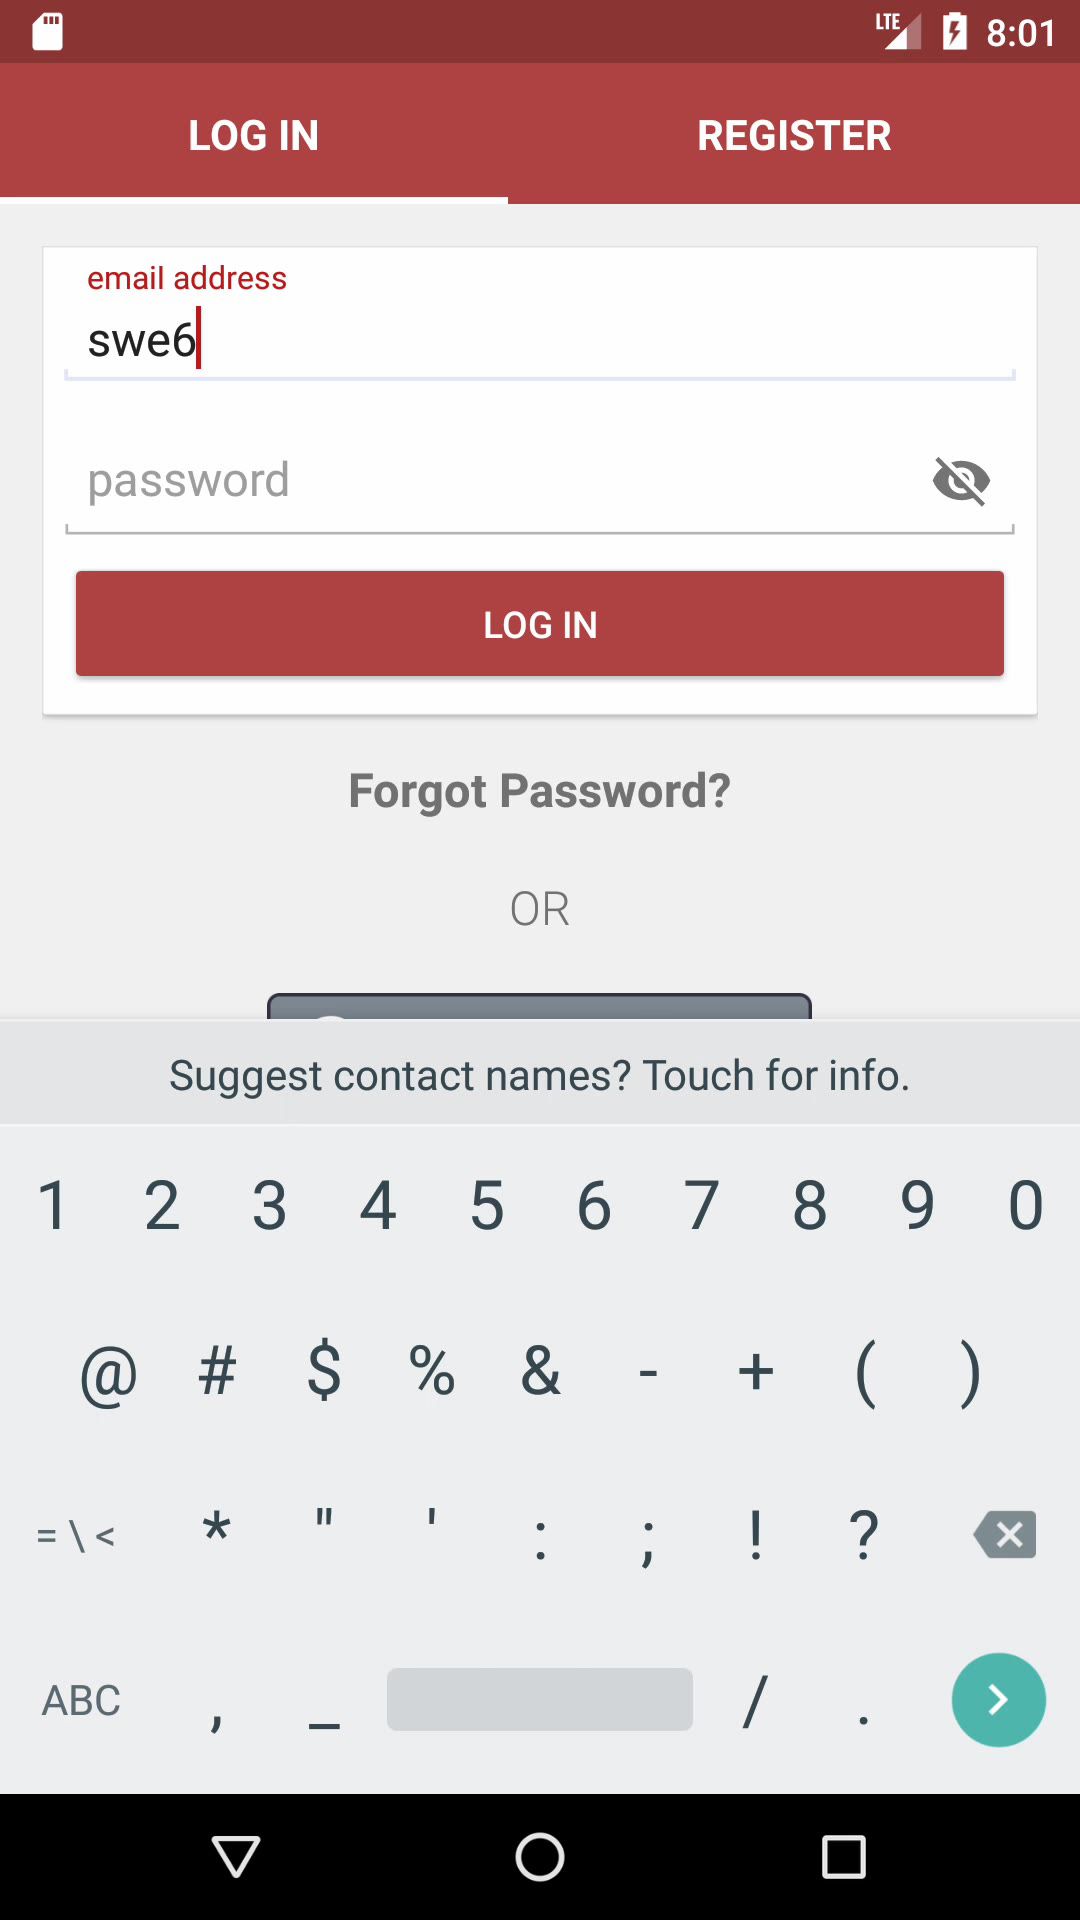 LTE 8:01
LOG IN REGISTER
email address
swe6
password
LOG IN
Forgot Password?
OR
Suggest contact names? Touch for info.
1 2 3 4 5 6 7 8 9 0
@ # $ % & - + ( )
= \ < * " ' : ; ! ?
ABC , _ / .